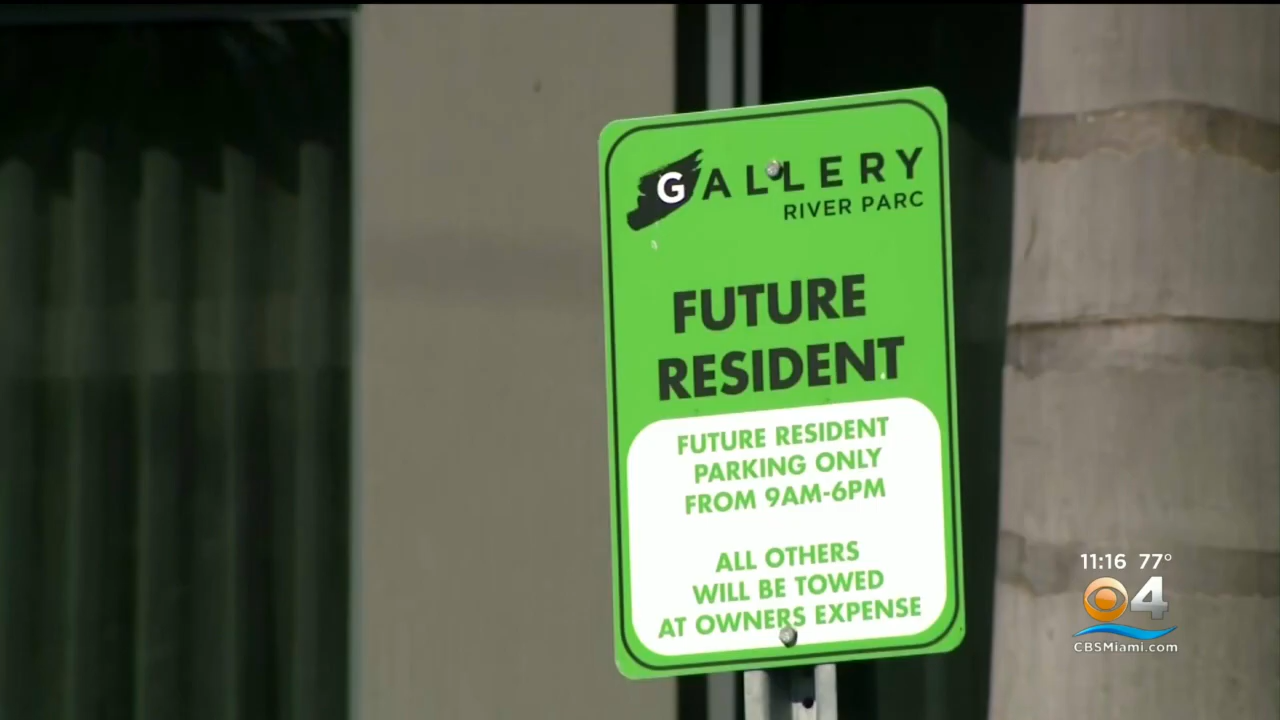 GALLERY
RIVER PARC
FUTURE
RESIDENT
FUTURE RESIDENT
PARKING ONLY
FROM 9AM-6PM
ALL OTHERS
WILL BE TOWED
AT OWNERS EXPENSE
11:16 77°
4
CBSMiami.com